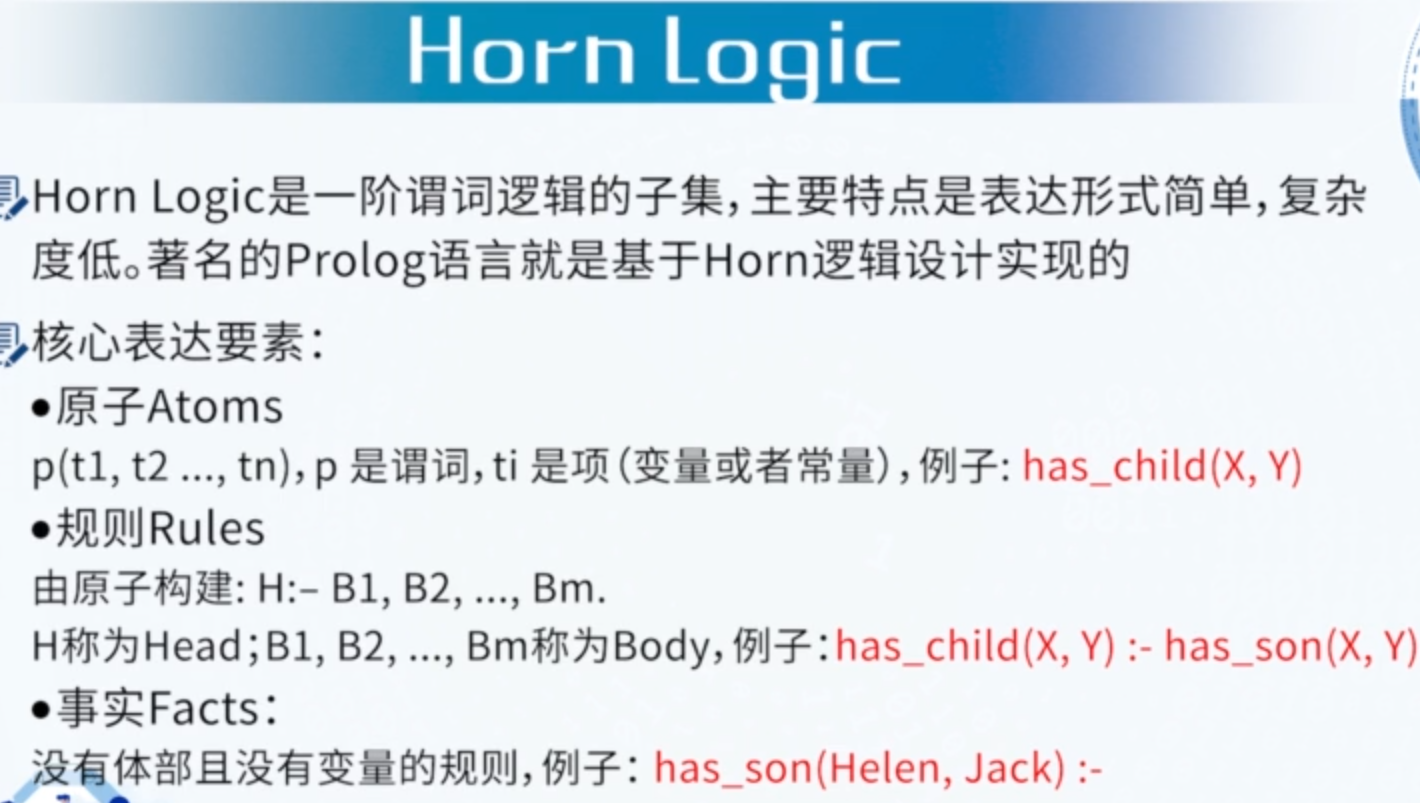 Horn Logic
Horn Logic是一阶谓词逻辑的子集，主要特点是表达形式简单，复杂
度低。著名的Prolog语言就是基于Horn逻辑设计实现的
核心表达要素：
•原子Atoms
p(t1, t2 ..., tn)，p 是谓词，ti 是项（变量或者常量），例子: has_child(X, Y)
•规则Rules
由原子构建: H:– B1, B2, ..., Bm.
H称为Head；B1, B2, ..., Bm称为Body，例子：has_child(X, Y) :- has_son(X, Y)
•事实Facts：
没有体部且没有变量的规则，例子： has_son(Helen, Jack) :-